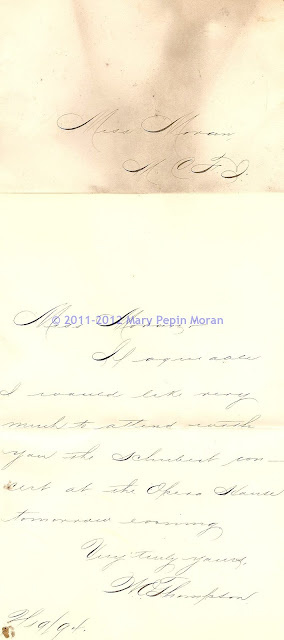 Miss Moran
© 2011-2012 Mary Pepin Moran
Miss Moran,
If agreeable
I would like very
much to attend with
you the Schubert con-
cert at the Opera House
tomorrow evening
Very truly yours,
W. Thompson